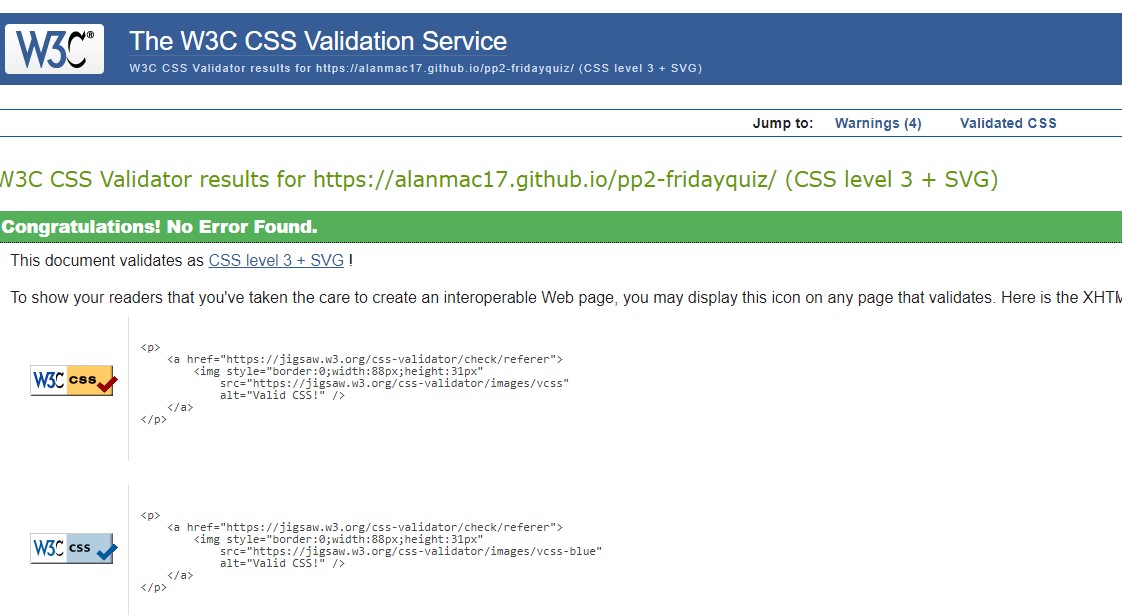 W3C®
The W3C CSS Validation Service
W3C CSS Validator results for https://alanmac17.github.io/pp2-fridayquiz/ (CSS level 3 + SVG)
Jump to: Warnings (4) Validated CSS
W3C CSS Validator results for https://alanmac17.github.io/pp2-fridayquiz/ (CSS level 3 + SVG)
Congratulations! No Error Found.
This document validates as CSS level 3 + SVG !
To show your readers that you've taken the care to create an interoperable Web page, you may display this icon on any page that validates. Here is the XHTM
<p>
<a href="https://jigsaw.w3.org/css-validator/check/referer">
<img style="border:0;width:88px;height:31px"
src="https://jigsaw.w3.org/css-validator/images/vcss"
alt="Valid CSS!" />
</a>
</p>
W3C css
<p>
<a href="https://jigsaw.w3.org/css-validator/check/referer">
<img style="border:0;width:88px;height:31px"
src="https://jigsaw.w3.org/css-validator/images/vcss-blue"
alt="Valid CSS!" />
</a>
</p>
W3C css